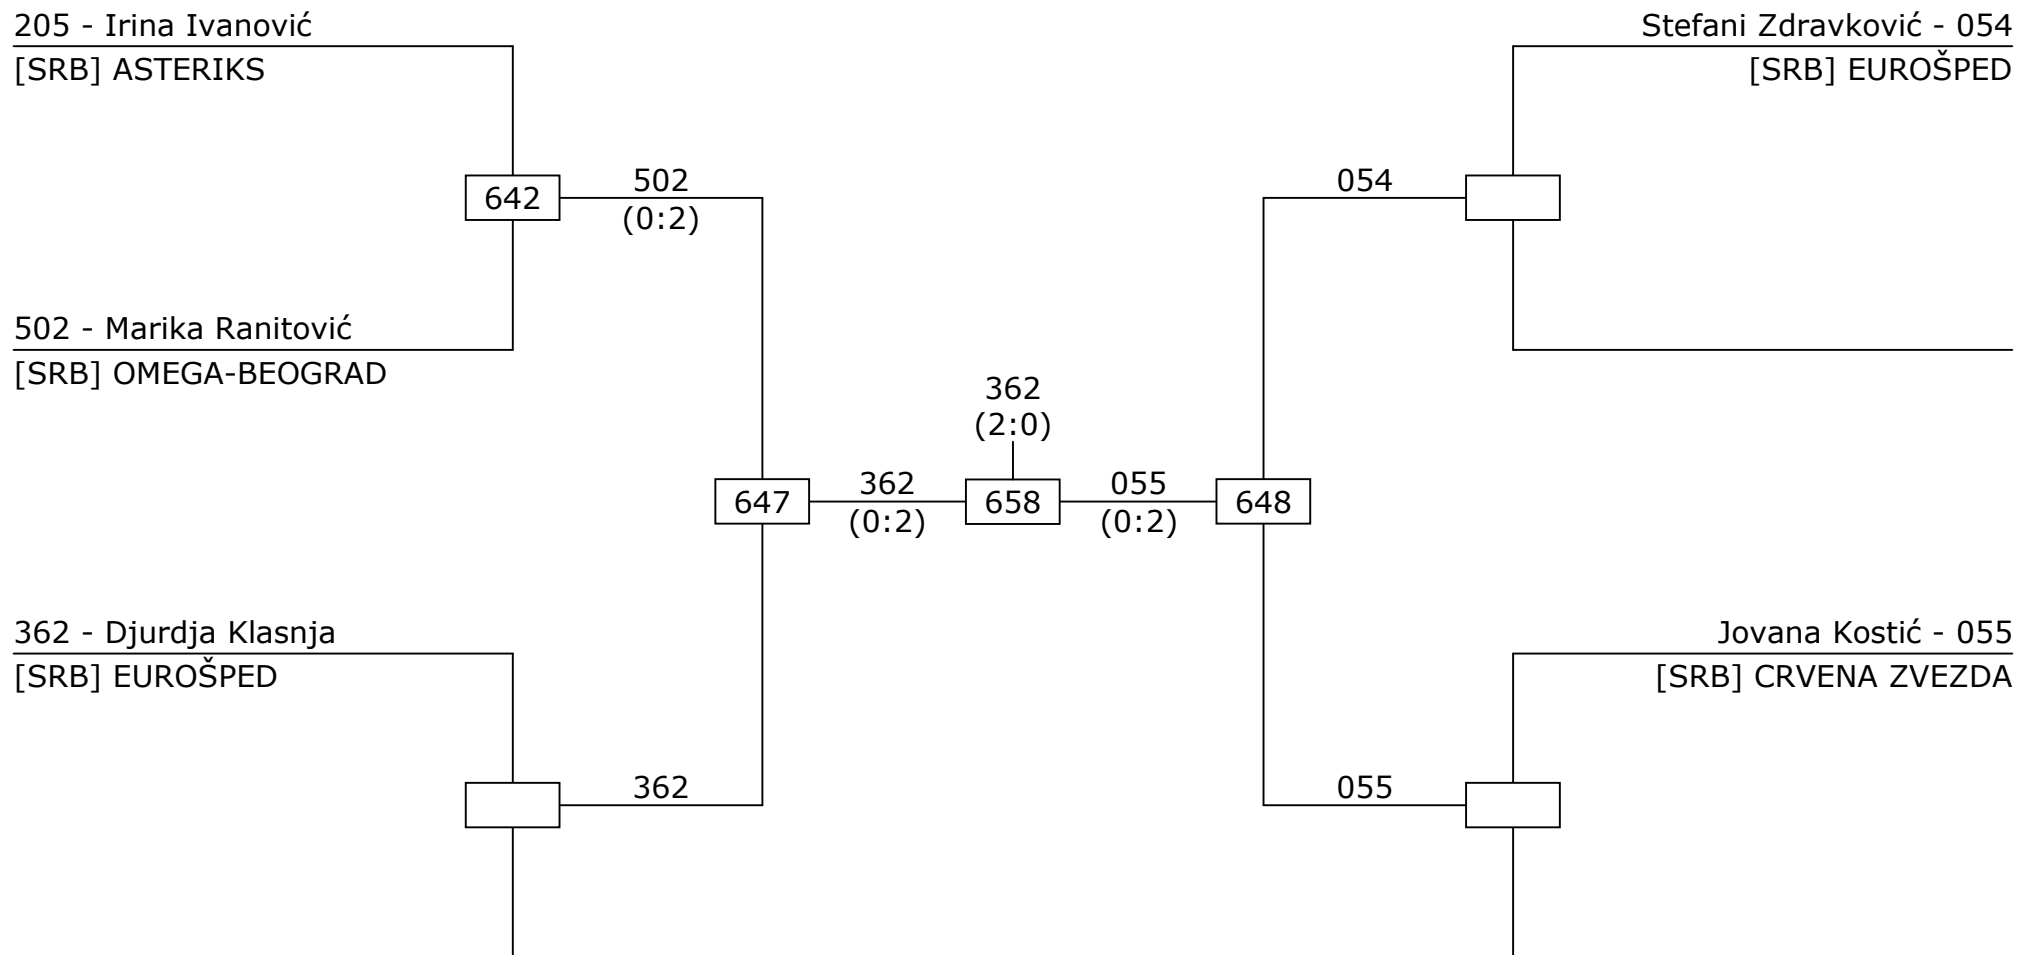 205 - Irina Ivanović
[SRB] ASTERIKS
Stefani Zdravković - 054
[SRB] EUROŠPED
642
502
(0:2)
054
502 - Marika Ranitović
[SRB] OMEGA-BEOGRAD
362
(2:0)
647
362
(0:2)
658
055
(0:2)
648
362 - Djurdja Klasnja
[SRB] EUROŠPED
Jovana Kostić - 055
[SRB] CRVENA ZVEZDA
362
055